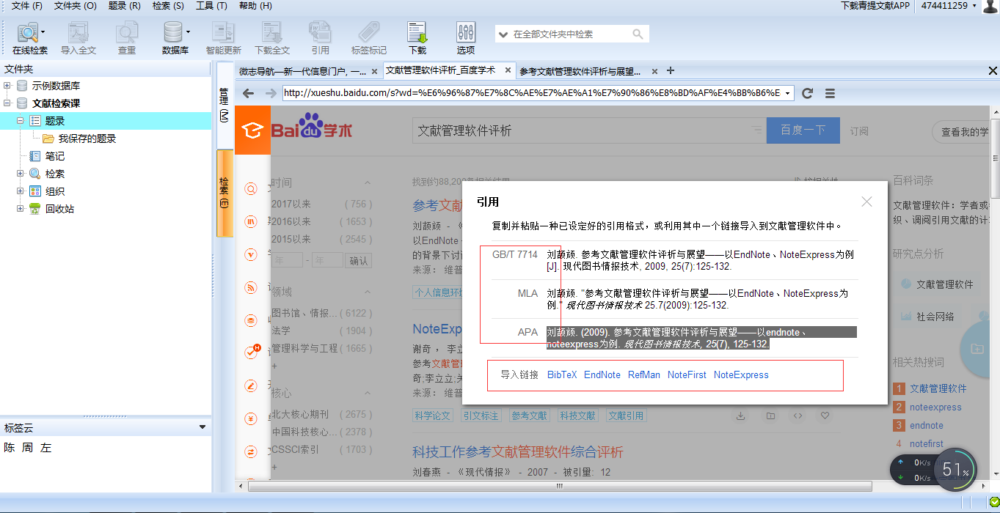 文件 (F) 文件夹 (O) 题录 (R) 检索 (S) 工具 (T) 帮助 (H) 下载青提文献APP 474411259
在线检索 导入全文 查重 数据库 智能更新 下载全文 引用 标签标记 下载 选项 在全部文件夹中检索
文件夹
示例数据库
文献检索课
题录
我保存的题录
笔记
检索
组织
回收站
标签云
陈 周 左
管理 (M)
检索 (E)
微志导航—新一代信息门户, 一... 文献管理软件评析_百度学术 参考文献管理软件评析与展望...
http://xueshu.baidu.com/s?wd=%E6%96%87%E7%8C%AE%E7%AE%A1%E7%90%86%E8%BD%AF%E4%BB%B6%E
Bai du 学术 文献管理软件评析 百度一下 订阅 查看我的学
时间
2017以来 ( 756 )
2016以来 ( 1653 )
2015以来 ( 2545 )
年 - 年 确认
领域
图书馆、情报... ( 6122 )
法学 ( 1904 )
管理科学与工程 ( 1665 )
+
核心
北大核心期刊 ( 2675 )
中国科技核心... ( 2378 )
CSSCI索引 ( 1703 )
+
找到约88,200条相关结果 按相关性
参考文献
刘颉颃 - 《
以EndNote
的背景下讨
来源： 维普
个人信息环境
NoteExp
谢奇 ， 李立
参考文献管
奇;李立立;关
来源： 维普
科学论文 引文标注 参考文献 科技文献 文献引用
科技工作参考文献管理软件综合评析
刘春燕 - 《现代情报》 - 2007 - 被引量: 12
引用
复制并粘贴一种已设定好的引用格式，或利用其中一个链接导入到文献管理软件中。
GB/T 7714 刘颉颃. 参考文献管理软件评析与展望——以EndNote、NoteExpress为例
[J]. 现代图书情报技术, 2009, 25(7):125-132.
MLA 刘颉颃. "参考文献管理软件评析与展望——以EndNote、NoteExpress为
例." 现代图书情报技术 25.7(2009):125-132.
APA 刘颉颃. (2009). 参考文献管理软件评析与展望——以endnote、
noteexpress为例. 现代图书情报技术, 25(7), 125-132.
导入链接 BibTeX EndNote RefMan NoteFirst NoteExpress
百科词条
文献管理软件： 学者或
织、调阅引用文献的计
研究点分析
文献管理软件
社会网络
相关热搜词
1 文献管理软件
2 noteexpress
3 endnote
4 notefirst
0K/s
0K/s
51%